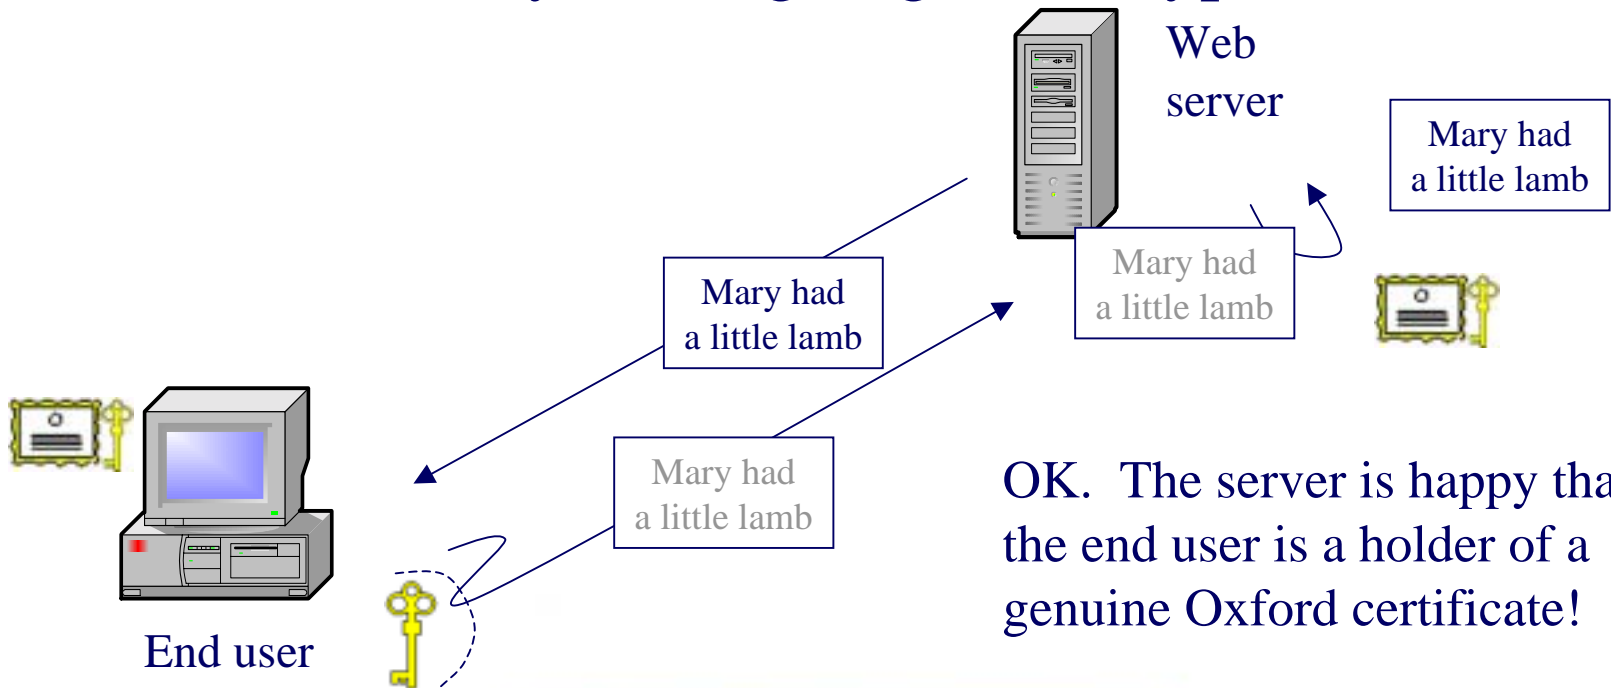 Web
server
Mary had
a little lamb
Mary had
a little lamb
Mary had
a little lamb
Mary had
a little lamb
OK. The server is happy
the end user is a holder of a
genuine Oxford certificate!
End user